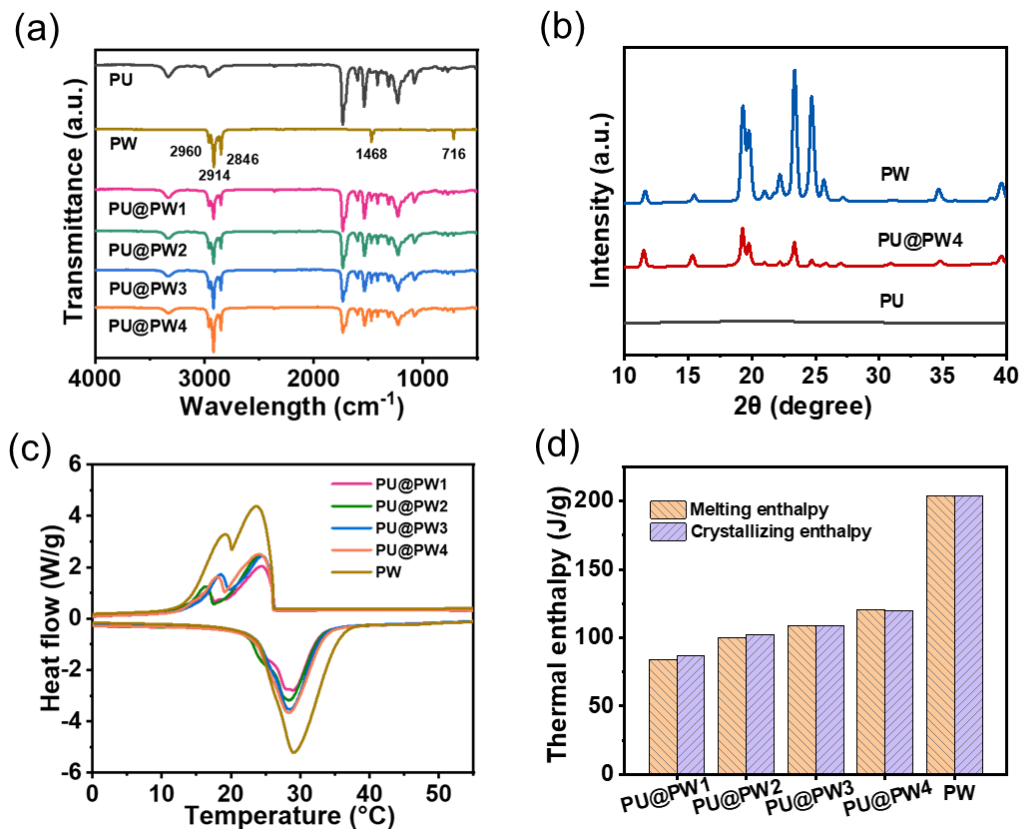 (a)
Transmittance (a.u.)
PU
PW
2960
2914
2846
1468
716
PU@PW1
PU@PW2
PU@PW3
PU@PW4
4000 3000 2000 1000
Wavelength (cm⁻¹)
(b)
Intensity (a.u.)
PW
PU@PW4
PU
10 15 20 25 30 35 40
2θ (degree)
(c)
Heat flow (W/g)
6
4
2
0
-2
-4
-6
PU@PW1
PU@PW2
PU@PW3
PU@PW4
PW
0 10 20 30 40 50
Temperature (°C)
(d)
Thermal enthalpy (J/g)
200
150
100
50
0
Melting enthalpy
Crystallizing enthalpy
PU@PW1 PU@PW2 PU@PW3 PU@PW4 PW